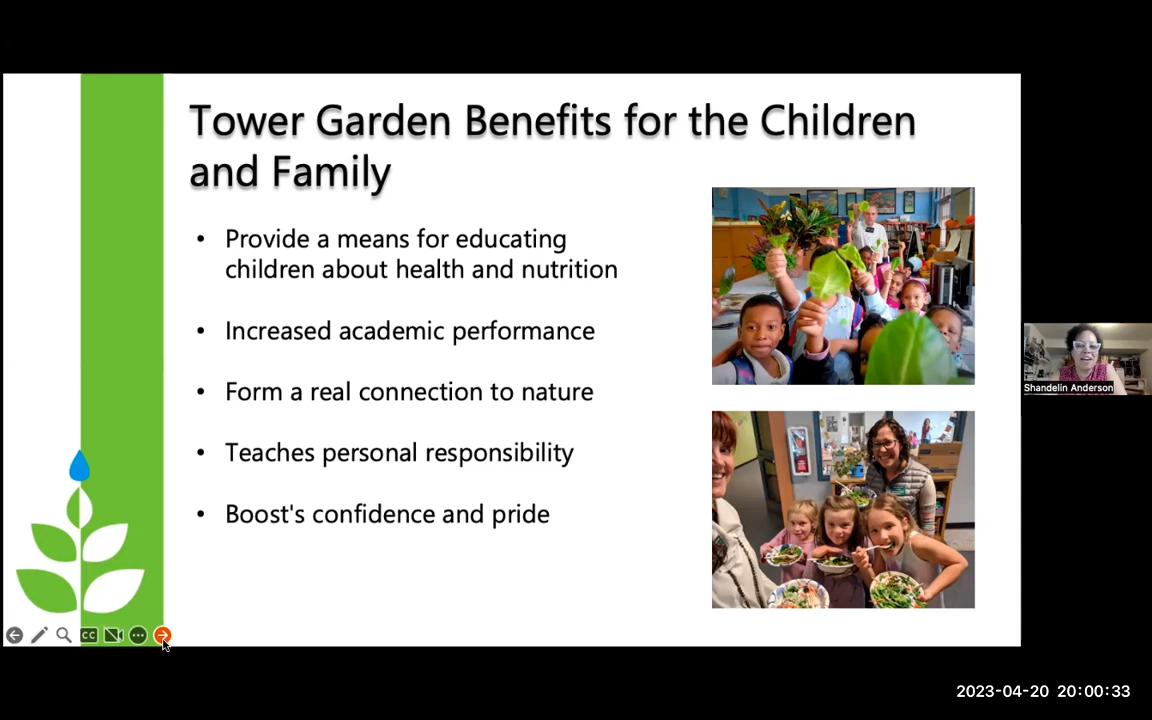 Tower Garden Benefits for the Children
and Family
• Provide a means for educating
children about health and nutrition
• Increased academic performance
• Form a real connection to nature
• Teaches personal responsibility
• Boost's confidence and pride
CC
Shandelin Anderson
2023-04-20 20:00:33